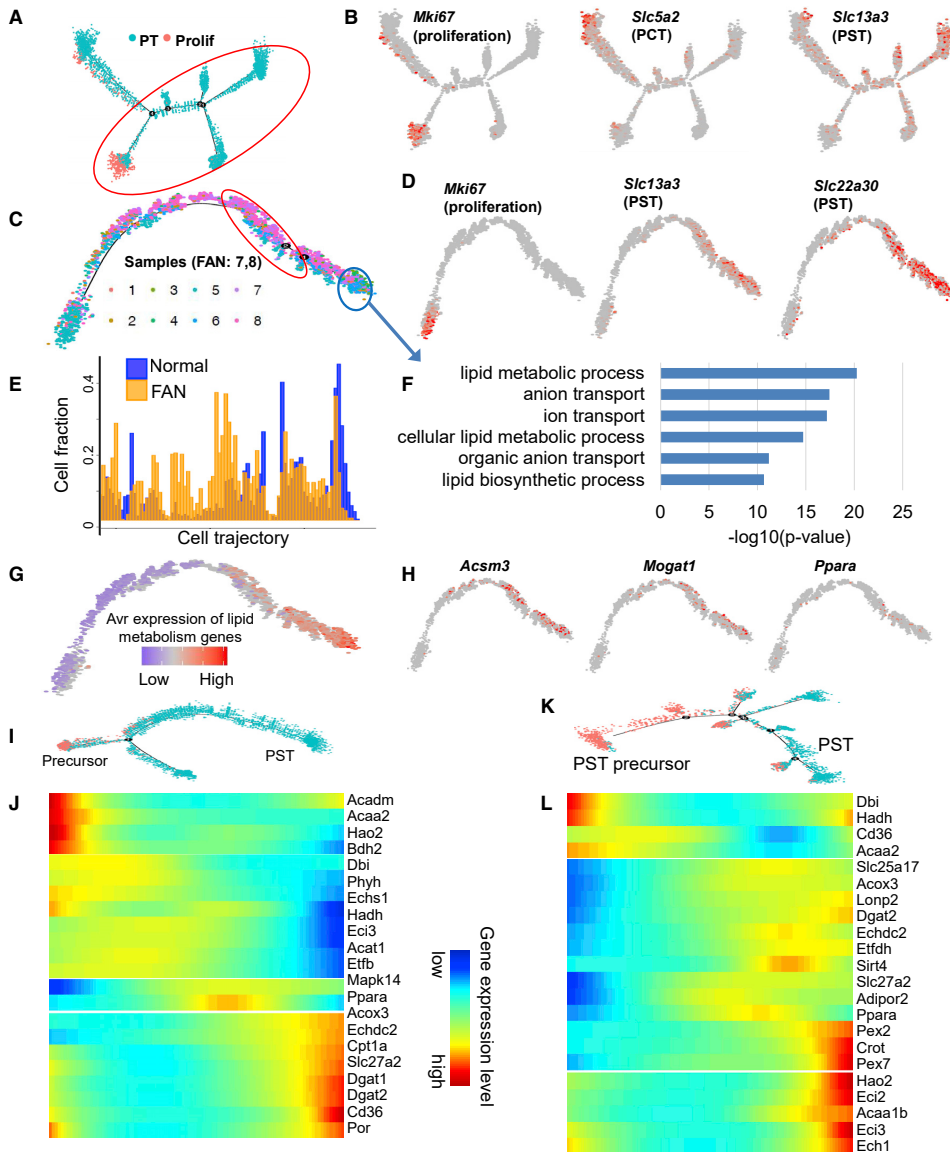 A
PT Prolif
B
Mki67
(proliferation)
Slc5a2
(PCT)
Slc13a3
(PST)
C
Samples (FAN: 7,8)
1 3 5 7
2 4 6 8
D
Mki67
(proliferation)
Slc13a3
(PST)
Slc22a30
(PST)
E
Normal
FAN
Cell fraction
0.4
0.2
0
Cell trajectory
F
lipid metabolic process
anion transport
ion transport
cellular lipid metabolic process
organic anion transport
lipid biosynthetic process
0 5 10 15 20 25
-log10(p-value)
G
Avr expression of lipid
metabolism genes
Low High
H
Acsm3
Mogat1
Ppara
I
Precursor
PST
K
PST precursor
PST
J
Acadm
Acaa2
Hao2
Bdh2
Dbi
Phyh
Echs1
Hadh
Eci3
Acat1
Etfb
Mapk14
Ppara
Acox3
Echdc2
Cpt1a
Slc27a2
Dgat1
Dgat2
Cd36
Por
low
high
Gene expression level
L
Dbi
Hadh
Cd36
Acaa2
Slc25a17
Acox3
Lonp2
Dgat2
Echdc2
Etfdh
Sirt4
Slc27a2
Adipor2
Ppara
Pex2
Crot
Pex7
Hao2
Eci2
Acaa1b
Eci3
Ech1